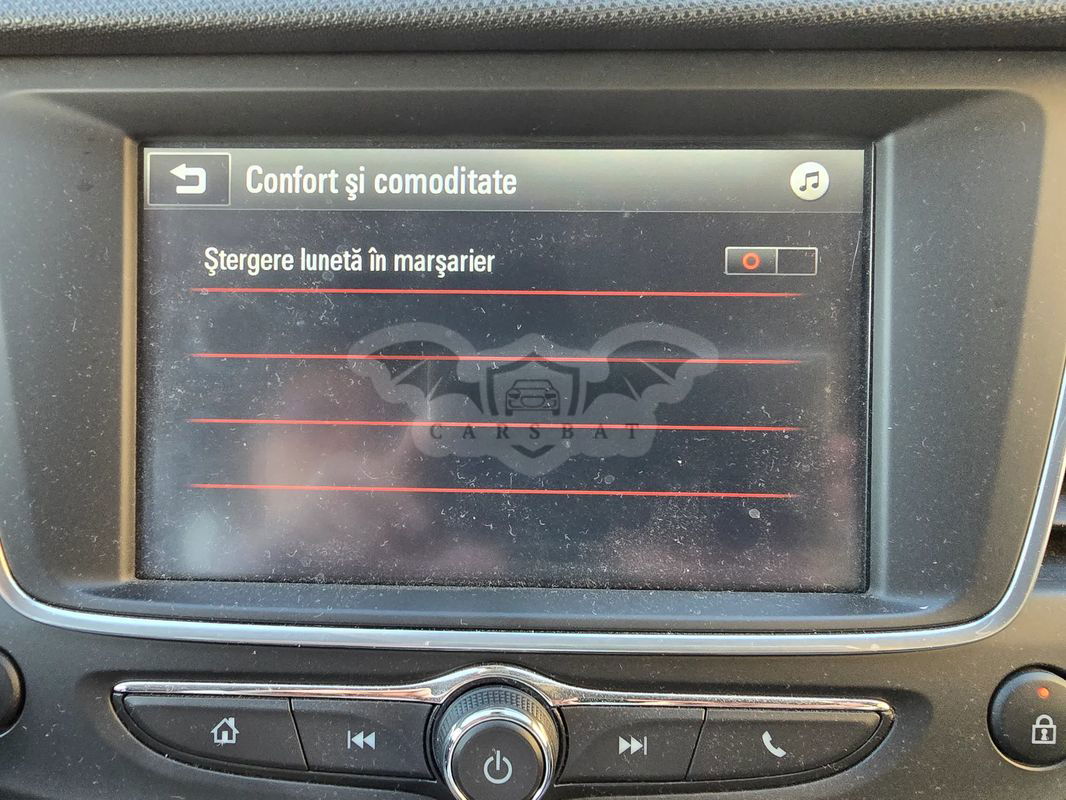 Confort şi comoditate
Ştergere lunetă în marşarier
CARSBAT